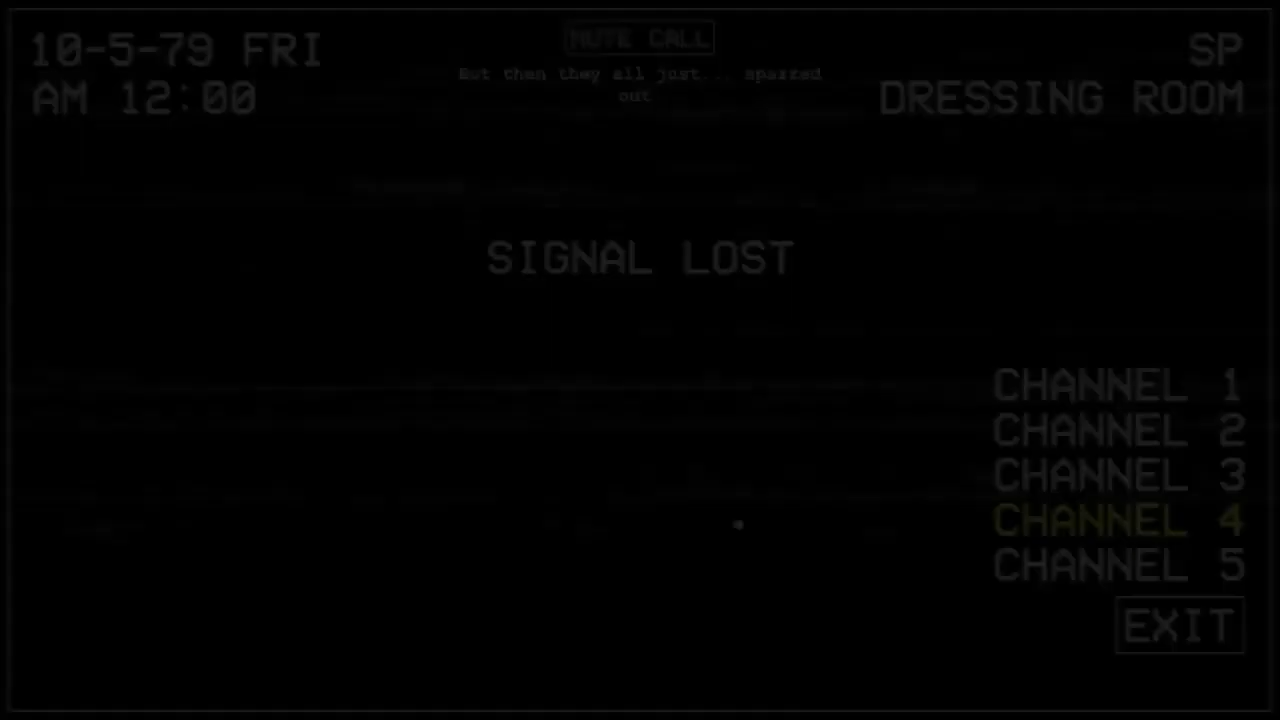 10-5-79 FRI
AM 12:00
MUTE CALL
But then they all just... sparred
out.
SP
DRESSING ROOM
SIGNAL LOST
CHANNEL 1
CHANNEL 2
CHANNEL 3
CHANNEL 4
CHANNEL 5
EXIT